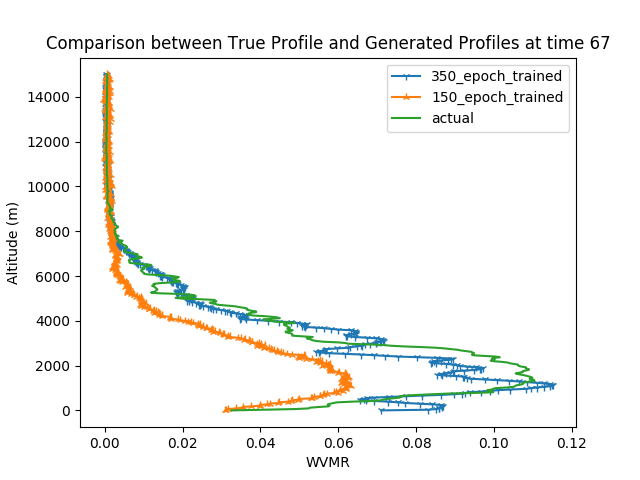 Comparison between True Profile and Generated Profiles at time 67
350_epoch_trained
150_epoch_trained
actual
14000
12000
10000
8000
6000
4000
2000
0
Altitude (m)
0.00 0.02 0.04 0.06 0.08 0.10 0.12
WVMR